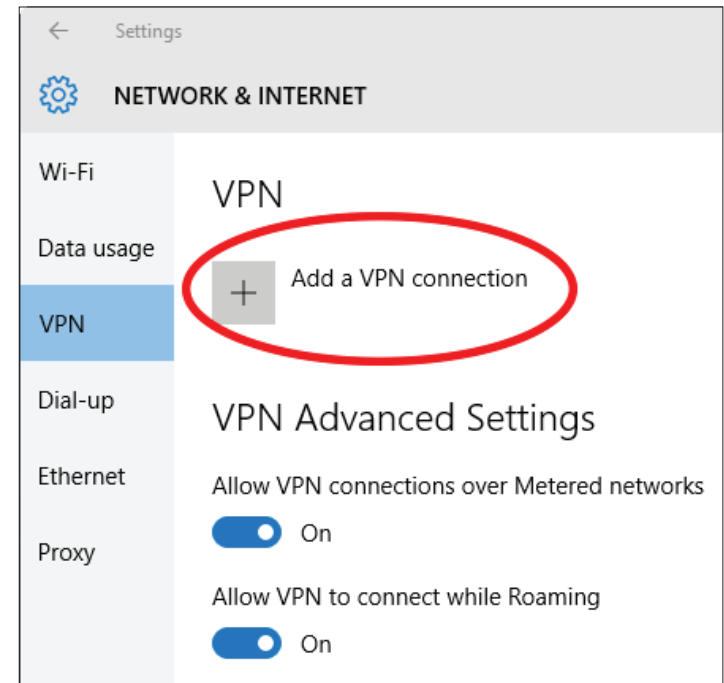 Settings
NETWORK & INTERNET
Wi-Fi
Data usage
VPN
Dial-up
Ethernet
Proxy
VPN
Add a VPN connection
VPN Advanced Settings
Allow VPN connections over Metered networks
On
Allow VPN to connect while Roaming
On